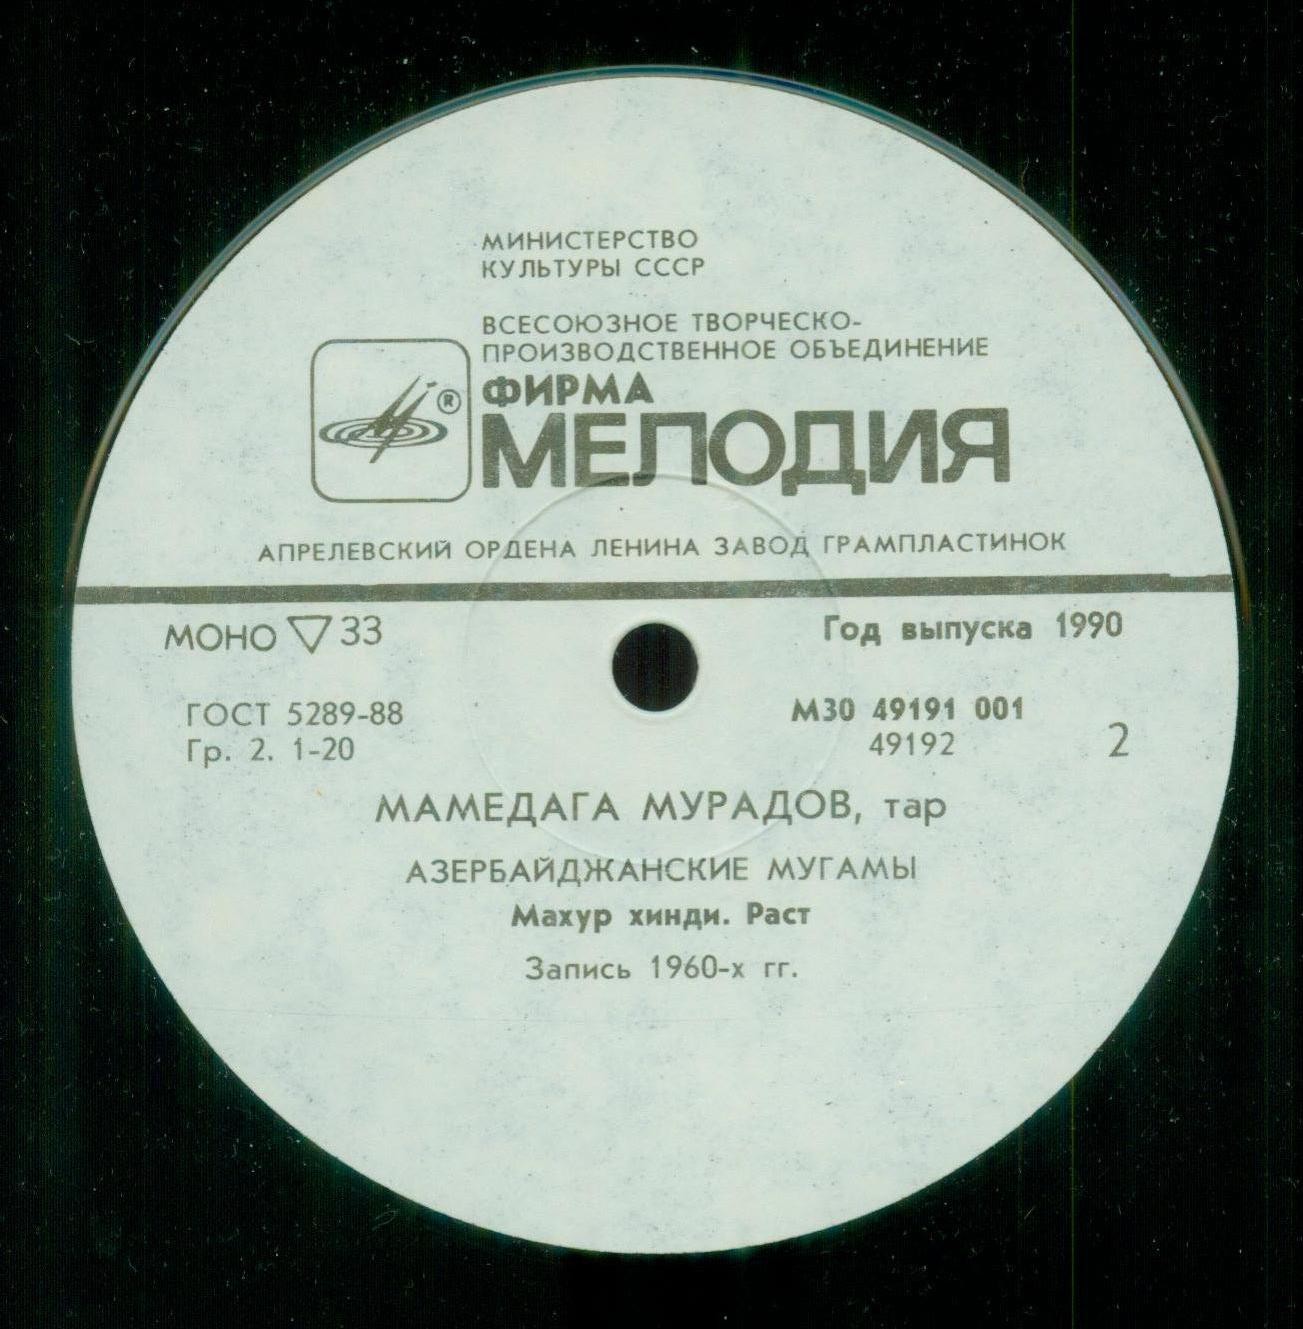 МИНИСТЕРСТВО
КУЛЬТУРЫ СССР
ВСЕСОЮЗНОЕ ТВОРЧЕСКО-
ПРОИЗВОДСТВЕННОЕ ОБЪЕДИНЕНИЕ
®
ФИРМА
МЕЛОДИЯ
АПРЕЛЕВСКИЙ ОРДЕНА ЛЕНИНА ЗАВОД ГРАМПЛАСТИНОК
МОНО ▽ 33
Год выпуска 1990
ГОСТ 5289-88
Гр. 2. 1-20
М30 49191 001
49192
2
МАМЕДАГА МУРАДОВ, тар
АЗЕРБАЙДЖАНСКИЕ МУГАМЫ
Махур хинди. Раст
Запись 1960-х гг.